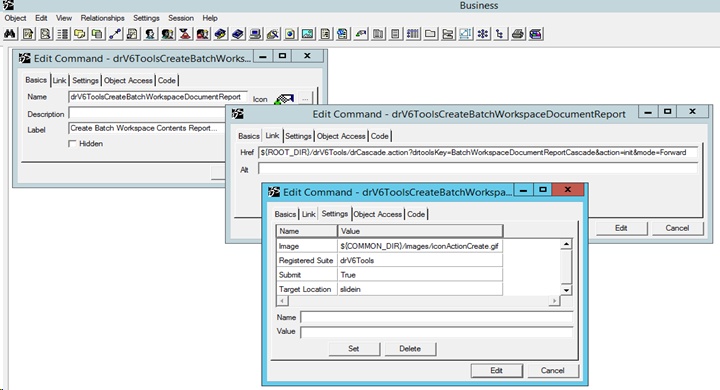 Business
Object Edit View Relationships Settings Session Help
Edit Command - drV6ToolsCreateBatchWorks...
Basics Link Settings Object Access Code
Name drV6ToolsCreateBatchWorkspaceDocumentReport Icon ...
Description
Label Create Batch Workspace Contents Report...
Hidden
Edit Command - drV6ToolsCreateBatchWorkspaceDocumentReport
Basics Link Settings Object Access Code
Href ${ROOT_DIR}/drV6Tools/drCascade.action?drtoolsKey=BatchWorkspaceDocumentReportCascade&action=init&mode=Forward
Alt
Edit Cancel
Edit Command - drV6ToolsCreateBatchWorkspa...
Basics Link Settings Object Access Code
Name Value
Image ${COMMON_DIR}/images/iconActionCreate.gif
Registered Suite drV6Tools
Submit True
Target Location slidein
Name
Value
Set Delete
Edit Cancel